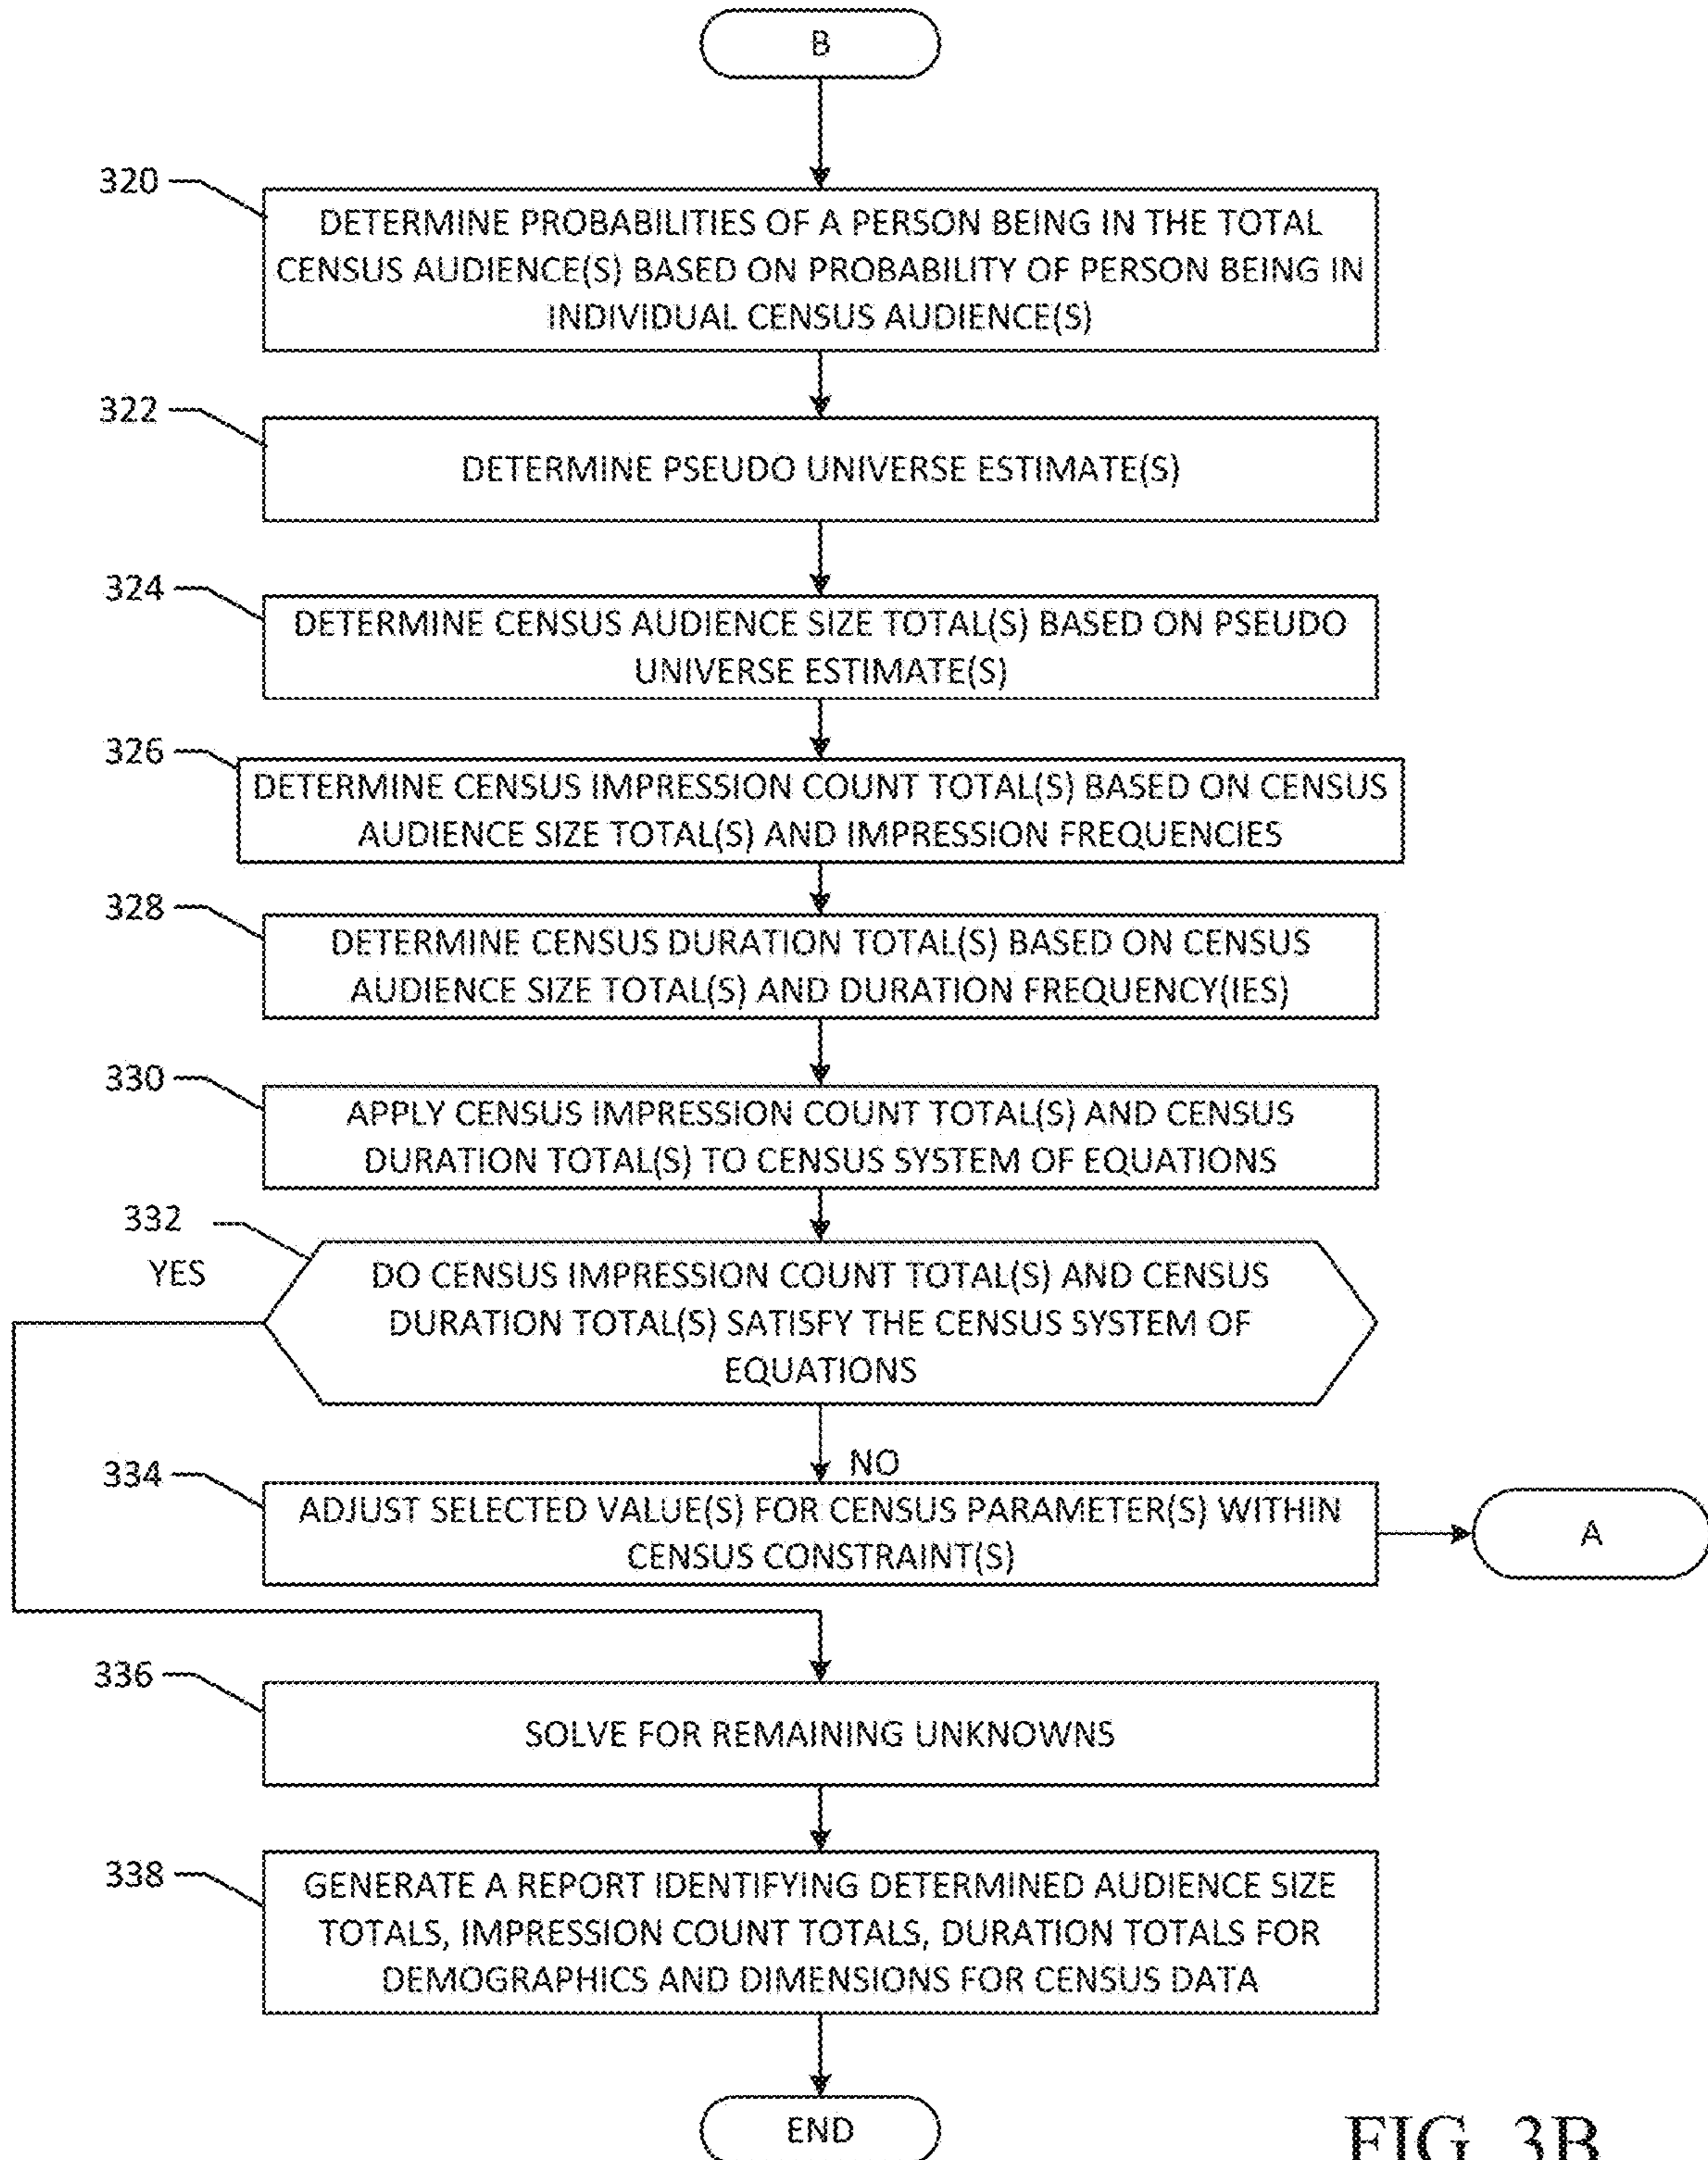 B
320
DETERMINE PROBABILITIES OF A PERSON BEING IN THE TOTAL
CENSUS AUDIENCE(S) BASED ON PROBABILITY OF PERSON BEING IN
INDIVIDUAL CENSUS AUDIENCE(S)
322
DETERMINE PSEUDO UNIVERSE ESTIMATE(S)
324
DETERMINE CENSUS AUDIENCE SIZE TOTAL(S) BASED ON PSEUDO
UNIVERSE ESTIMATE(S)
326
DETERMINE CENSUS IMPRESSION COUNT TOTAL(S) BASED ON CENSUS
AUDIENCE SIZE TOTAL(S) AND IMPRESSION FREQUENCIES
328
DETERMINE CENSUS DURATION TOTAL(S) BASED ON CENSUS
AUDIENCE SIZE TOTAL(S) AND DURATION FREQUENCY(IES)
330
APPLY CENSUS IMPRESSION COUNT TOTAL(S) AND CENSUS
DURATION TOTAL(S) TO CENSUS SYSTEM OF EQUATIONS
332
YES
DO CENSUS IMPRESSION COUNT TOTAL(S) AND CENSUS
DURATION TOTAL(S) SATISFY THE CENSUS SYSTEM OF
EQUATIONS
NO
334
ADJUST SELECTED VALUE(S) FOR CENSUS PARAMETER(S) WITHIN
CENSUS CONSTRAINT(S)
A
336
SOLVE FOR REMAINING UNKNOWNS
338
GENERATE A REPORT IDENTIFYING DETERMINED AUDIENCE SIZE
TOTALS, IMPRESSION COUNT TOTALS, DURATION TOTALS FOR
DEMOGRAPHICS AND DIMENSIONS FOR CENSUS DATA
END
FIG. 3B